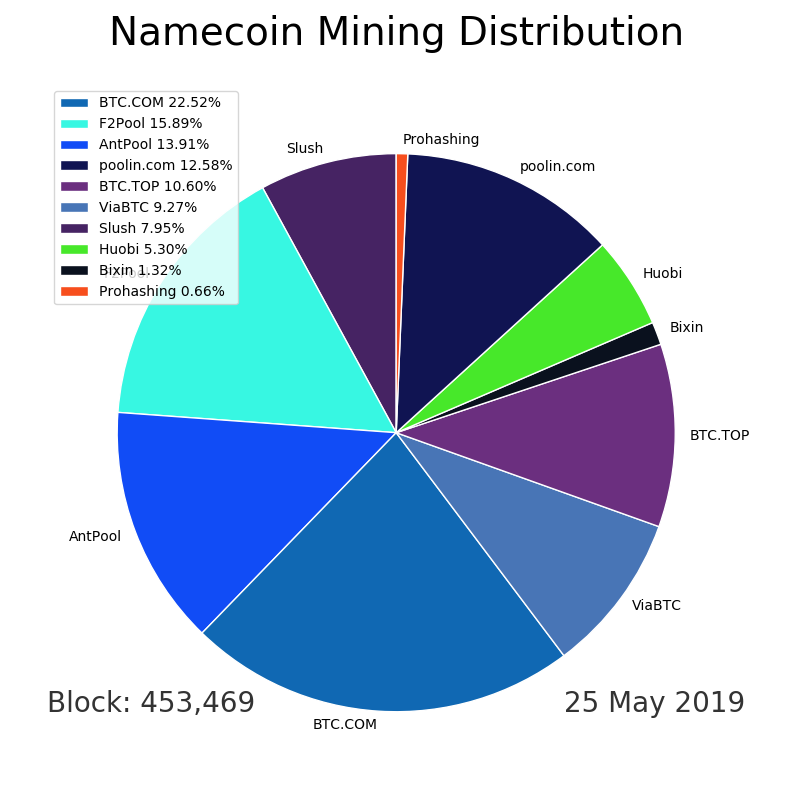 Namecoin Mining Distribution
BTC.COM 22.52%
F2Pool 15.89%
AntPool 13.91%
poolin.com 12.58%
BTC.TOP 10.60%
ViaBTC 9.27%
Slush 7.95%
Huobi 5.30%
Bixin 1.32%
Prohashing 0.66%
Slush
Prohashing
poolin.com
Huobi
Bixin
BTC.TOP
AntPool
ViaBTC
BTC.COM
Block: 453,469
25 May 2019